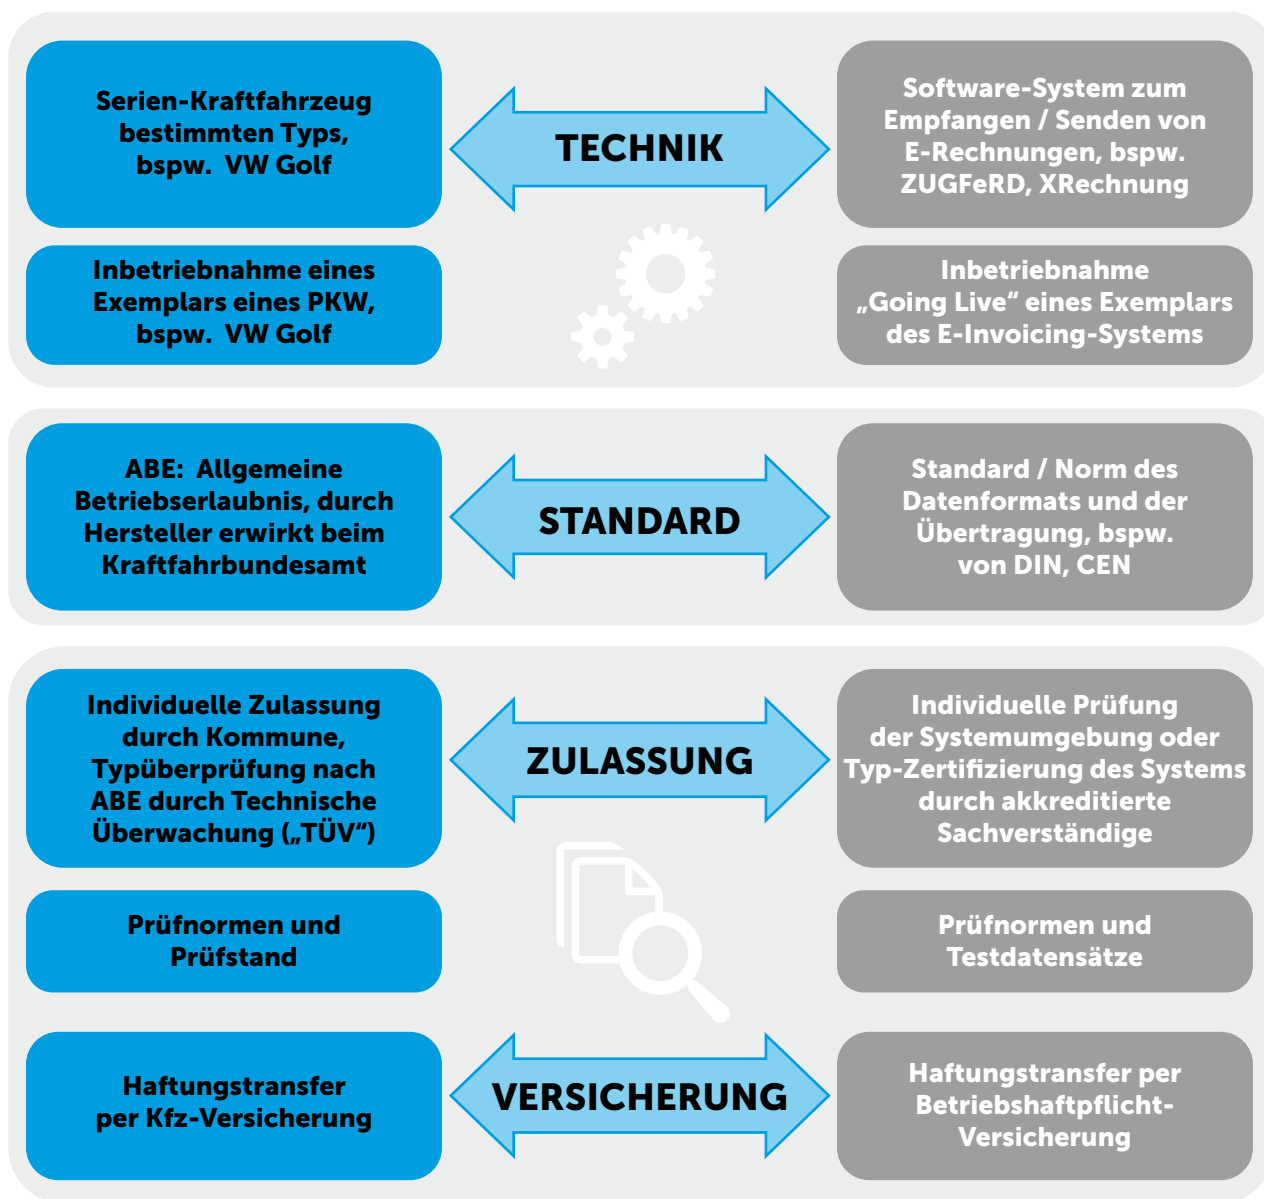 Serien-Kraftfahrzeug
bestimmten Typs,
bspw. VW Golf
TECHNIK
Software-System zum
Empfangen / Senden von
E-Rechnungen, bspw.
ZUGFeRD, XRechnung
Inbetriebnahme eines
Exemplars eines PKW,
bspw. VW Golf
Inbetriebnahme
„Going Live“ eines Exemplars
des E-Invoicing-Systems
ABE: Allgemeine
Betriebserlaubnis, durch
Hersteller erwirkt beim
Kraftfahrbundesamt
STANDARD
Standard / Norm des
Datenformats und der
Übertragung, bspw.
von DIN, CEN
Individuelle Zulassung
durch Kommune,
Typüberprüfung nach
ABE durch Technische
Überwachung („TÜV“)
ZULASSUNG
Individuelle Prüfung
der Systemumgebung oder
Typ-Zertifizierung des Systems
durch akkreditierte
Sachverständige
Prüfnormen und
Prüfstand
Prüfnormen und
Testdatensätze
Haftungstransfer
per Kfz-Versicherung
VERSICHERUNG
Haftungstransfer per
Betriebshaftpflicht-
Versicherung